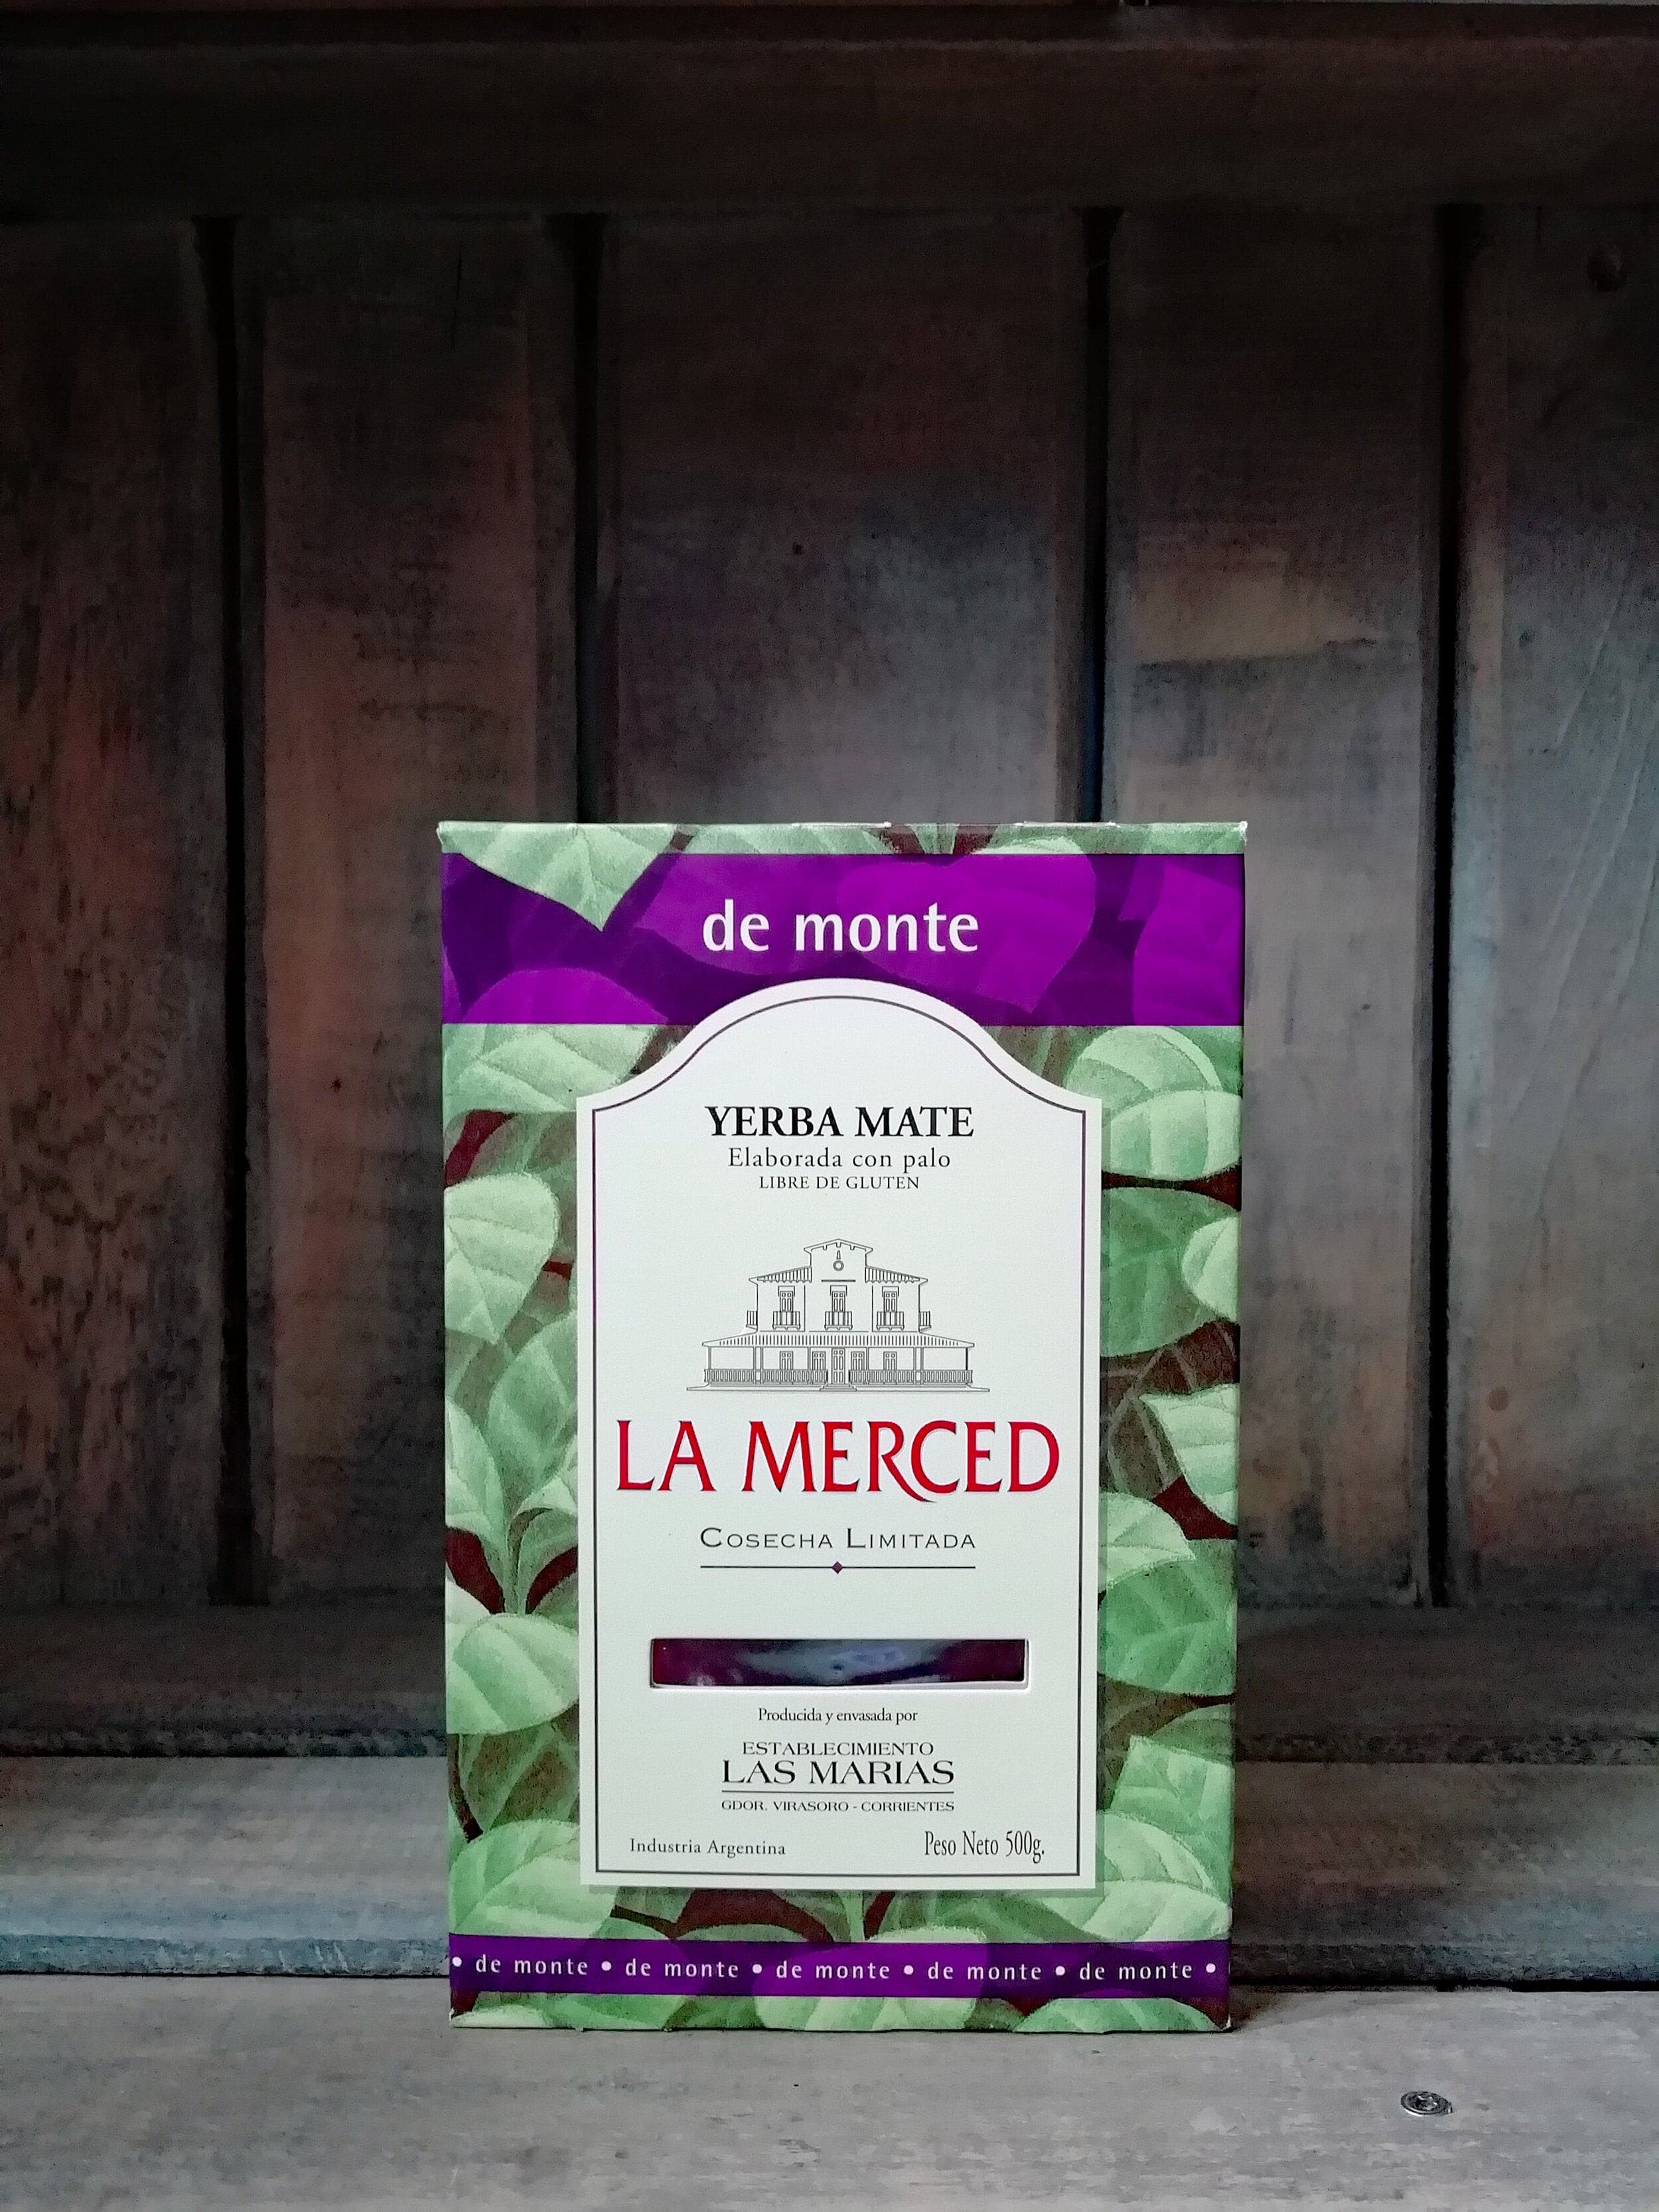 de monte
YERBA MATE
Elaborada con palo
LIBRE DE GLUTEN
LA MERCED
COSECHA LIMITADA
Producida y envasada por
ESTABLECIMIENTO
LAS MARIAS
GDOR. VIRASORO - CORRIENTES
Industria Argentina
Peso Neto 500g.
• de monte • de monte • de monte • de monte • de monte •